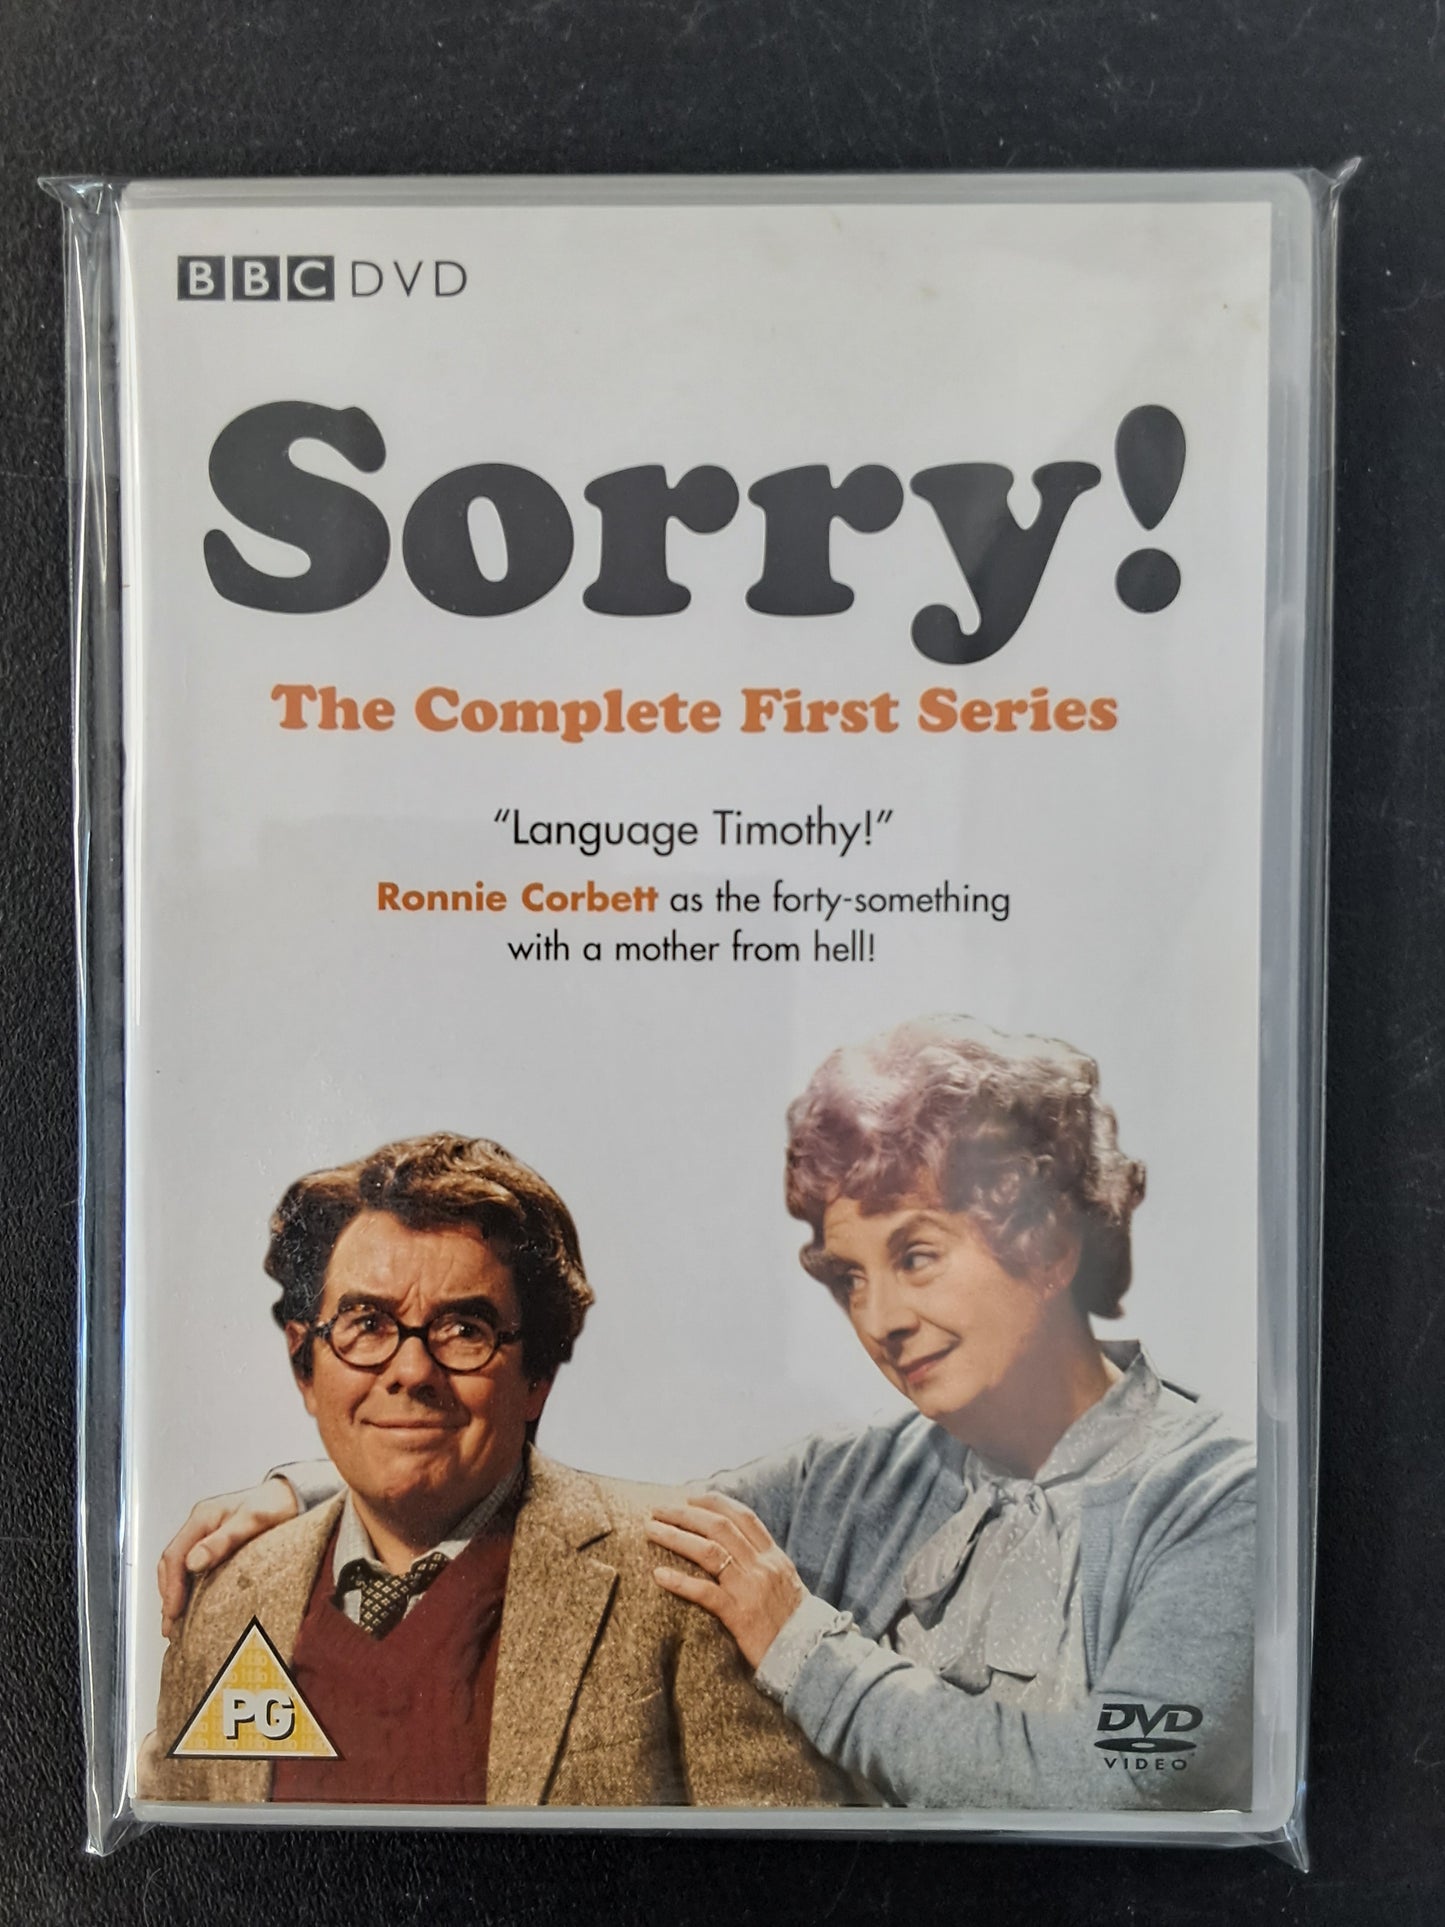 BBC DVD
Sorry!
The Complete First Series
“Language Timothy!”
Ronnie Corbett as the forty-something
with a mother from hell!
PG
DVD
VIDEO